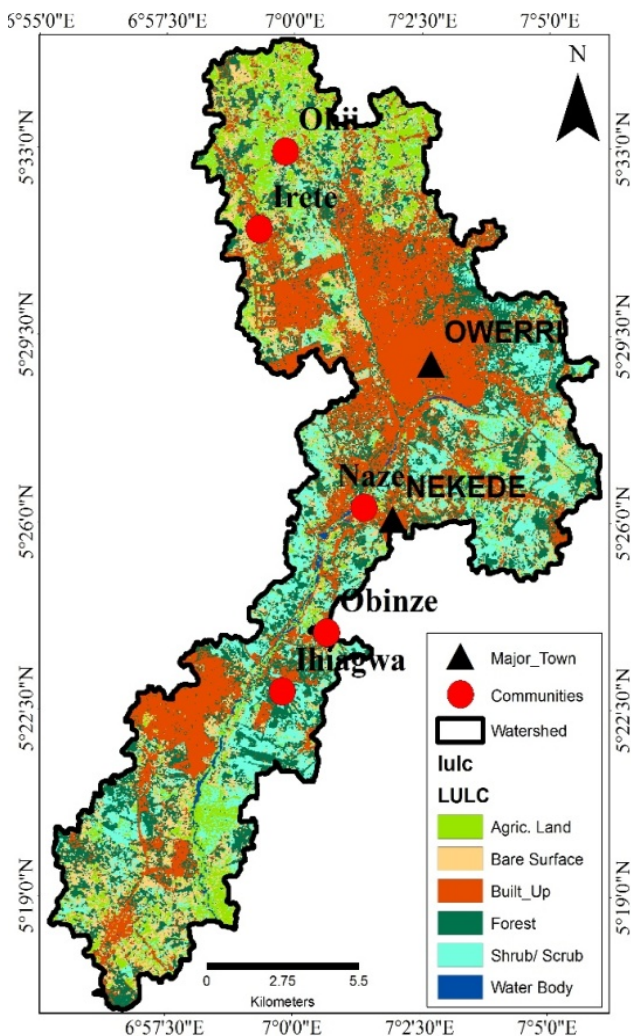 6°55'0"E 6°57'30"E 7°0'0"E 7°2'30"E 7°5'0"E
N
5°33'0"N 5°33'0"N
Ohii
Irete
5°29'30"N 5°29'30"N
OWERRI
Naze NEKEDE
5°26'0"N 5°26'0"N
Obinze
Ihiagwa
5°22'30"N 5°22'30"N
Major_Town
Communities
Watershed
lulc
LULC
Agric. Land
Bare Surface
Built_Up
Forest
Shrub/ Scrub
Water Body
5°19'0"N 5°19'0"N
0 2.75 5.5
Kilometers
6°57'30"E 7°0'0"E 7°2'30"E 7°5'0"E